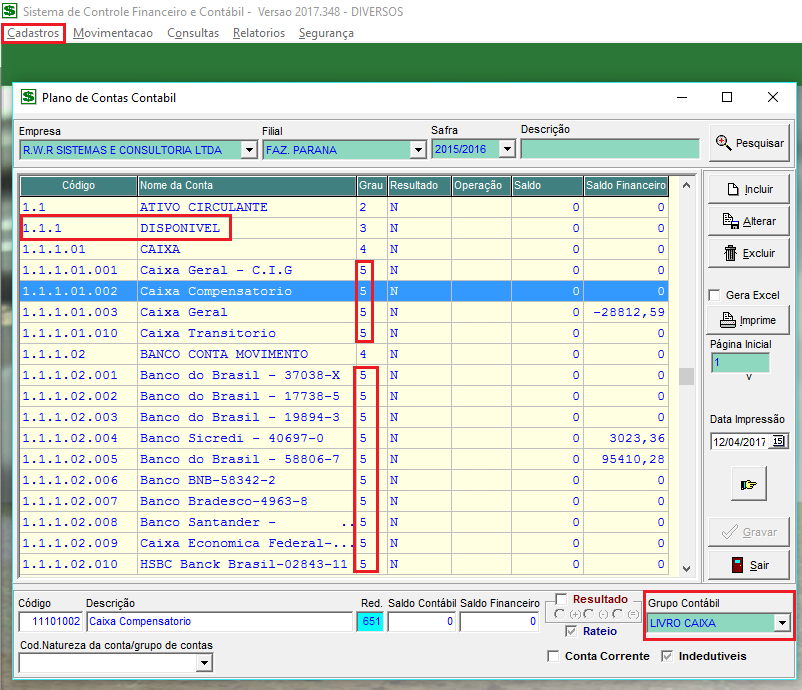 Sistema de Controle Financeiro e Contábil - Versao 2017.348 - DIVERSOS
Cadastros Movimentacao Consultas Relatorios Segurança
Plano de Contas Contabil
Empresa Filial Safra Descrição
R.W.R SISTEMAS E CONSULTORIA LTDA FAZ. PARANA 2015/2016 Pesquisar
Código Nome da Conta Grau Resultado Operação Saldo Saldo Financeiro
1.1 ATIVO CIRCULANTE 2 N 0 0
1.1.1 DISPONIVEL 3 N 0 0
1.1.1.01 CAIXA 4 N 0 0
1.1.1.01.001 Caixa Geral - C.I.G 5 N 0 0
1.1.1.01.002 Caixa Compensatorio 5 N 0 0
1.1.1.01.003 Caixa Geral 5 N 0 -28812,59
1.1.1.01.010 Caixa Transitorio 5 N 0 0
1.1.1.02 BANCO CONTA MOVIMENTO 4 N 0 0
1.1.1.02.001 Banco do Brasil - 37038-X 5 N 0 0
1.1.1.02.002 Banco do Brasil - 17738-5 5 N 0 0
1.1.1.02.003 Banco do Brasil - 19894-3 5 N 0 0
1.1.1.02.004 Banco Sicredi - 40697-0 5 N 0 3023,36
1.1.1.02.005 Banco do Brasil - 58806-7 5 N 0 95410,28
1.1.1.02.006 Banco BNB-58342-2 5 N 0 0
1.1.1.02.007 Banco Bradesco-4963-8 5 N 0 0
1.1.1.02.008 Banco Santander - .. 5 N 0 0
1.1.1.02.009 Caixa Economica Federal-... 5 N 0 0
1.1.1.02.010 HSBC Banck Brasil-02843-11 5 N 0 0
Incluir
Alterar
Excluir
Gera Excel
Imprime
Página Inicial
1
v
Data Impressão
12/04/2017 15
Gravar
Sair
Código Descrição Red. Saldo Contábil Saldo Financeiro Resultado Grupo Contábil
11101002 Caixa Compensatorio 651 0 0 (+) (-) (=) LIVRO CAIXA
Rateio
Cod.Natureza da conta/grupo de contas
Conta Corrente Indedutiveis